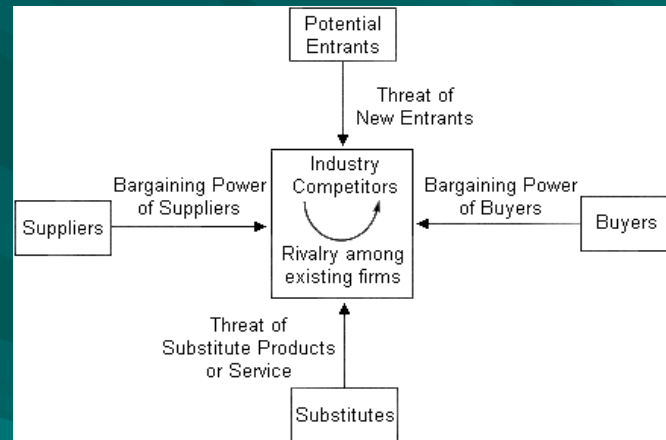 Potential
Entrants
Threat of
New Entrants
Industry
Competitors
Bargaining Power
of Suppliers
Bargaining Power
of Buyers
Suppliers
Buyers
Rivalry among
existing firms
Threat of
Substitute Products
or Service
Substitutes